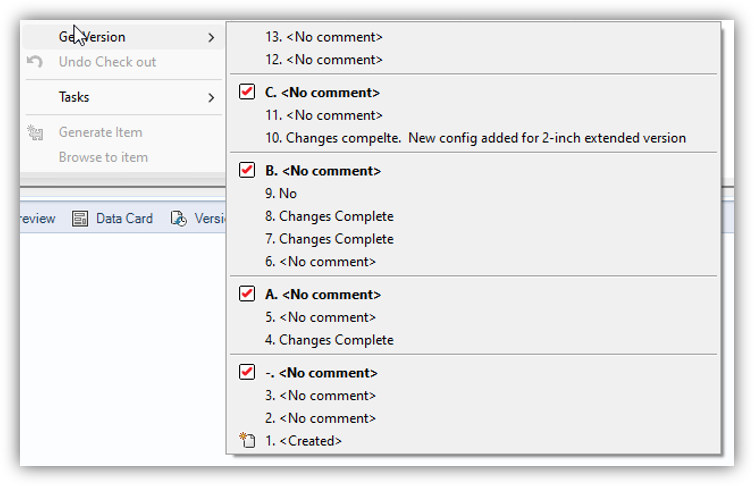 Get Version
Undo Check out
Tasks
Generate Item
Browse to item
13. <No comment>
12. <No comment>
C. <No comment>
11. <No comment>
10. Changes compelte.  New config added for 2-inch extended version
B. <No comment>
9. No
8. Changes Complete
7. Changes Complete
6. <No comment>
A. <No comment>
5. <No comment>
4. Changes Complete
-. <No comment>
3. <No comment>
2. <No comment>
1. <Created>
review Data Card Versi